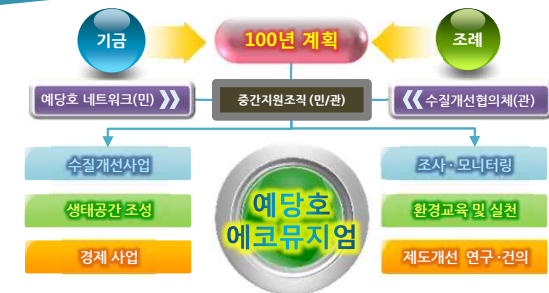 기금
100년 계획
조례
예당호 네트워크(민) 》》
중간지원조직 (민/관)
《《 수질개선협의체(관)
수질개선사업
조사·모니터링
생태공간 조성
예당호
에코뮤지엄
환경교육 및 실천
경제 사업
제도개선 연구·건의